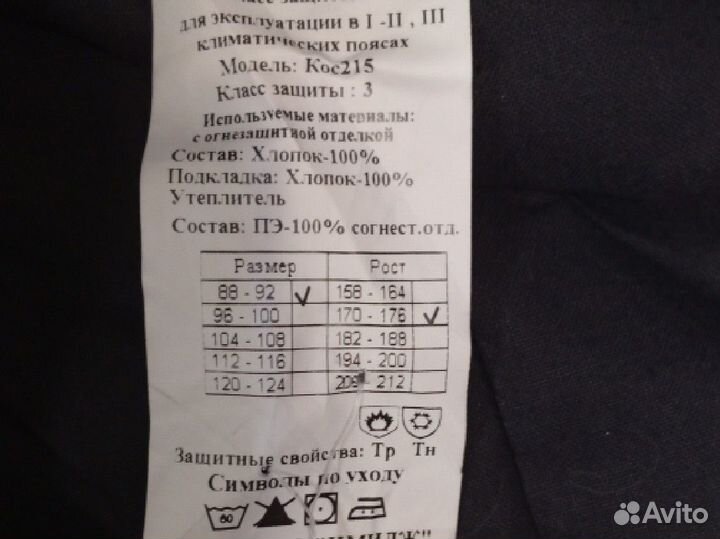 для эксплуатации в I -II , III
климатических поясах
Модель: Кос215
Класс защиты : 3
Используемые материалы:
с огнезащитной отделкой
Состав: Хлопок-100%
Подкладка: Хлопок-100%
Утеплитель
Состав: ПЭ-100% согнест.отд.
Размер Рост
88 - 92 ✓ 158 - 164
96 - 100 170 - 176 ✓
104 - 108 182 - 188
112 - 116 194 - 200
120 - 124 206 - 212
Защитные свойства: Тр Тн
Символы по уходу
60
Avito